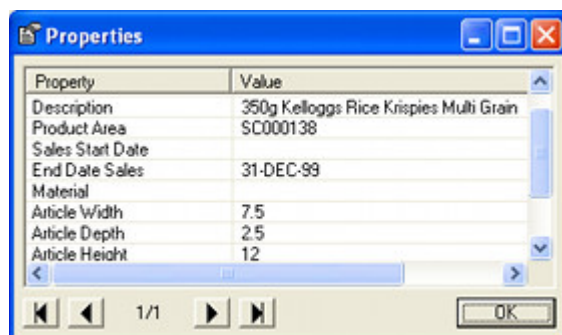 Properties
Property Value
Description 350g Kelloggs Rice Krispies Multi Grain
Product Area SC000138
Sales Start Date
End Date Sales 31-DEC-99
Material
Article Width 7.5
Article Depth 2.5
Article Height 12
1/1 OK